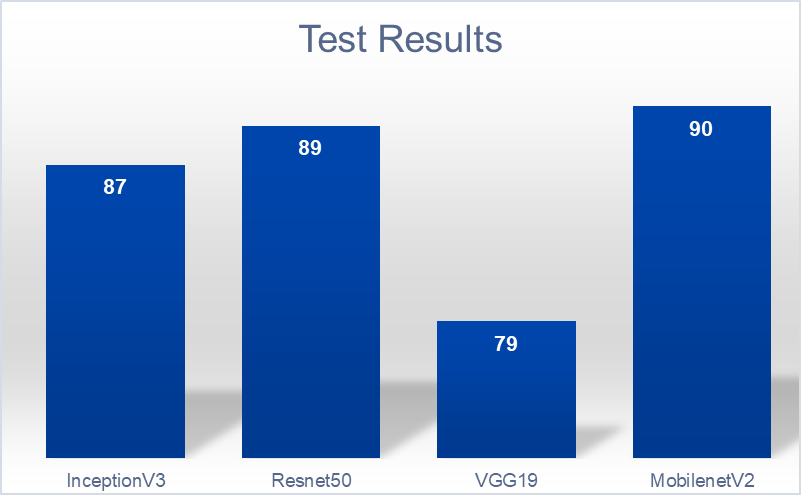 Test Results
87
89
79
90
InceptionV3
Resnet50
VGG19
MobilenetV2